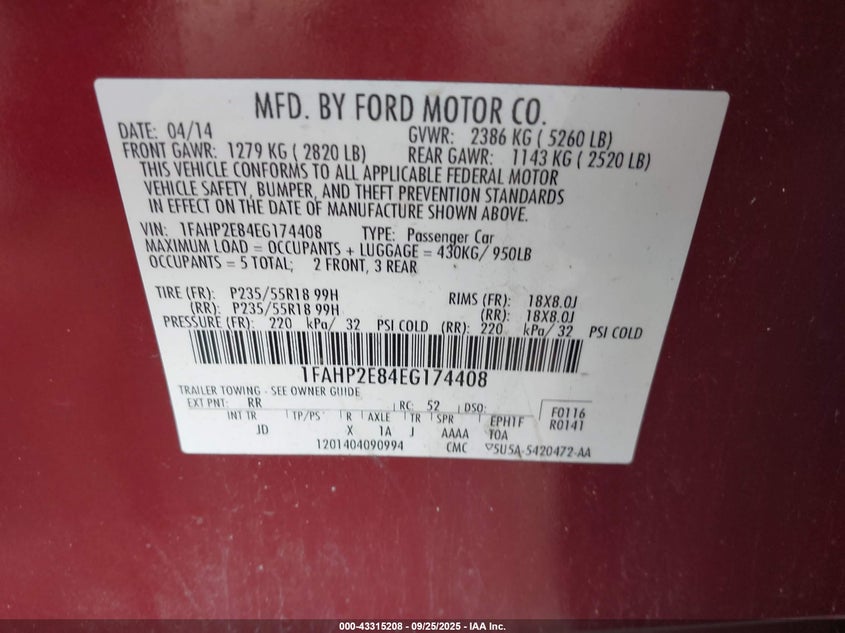 MFD. BY FORD MOTOR CO.
DATE: 04/14 GVWR: 2386 KG ( 5260 LB)
FRONT GAWR: 1279 KG ( 2820 LB) REAR GAWR: 1143 KG ( 2520 LB)
THIS VEHICLE CONFORMS TO ALL APPLICABLE FEDERAL MOTOR
VEHICLE SAFETY, BUMPER, AND THEFT PREVENTION STANDARDS
IN EFFECT ON THE DATE OF MANUFACTURE SHOWN ABOVE.
VIN: 1FAHP2E84EG174408 TYPE: Passenger Car
MAXIMUM LOAD = OCCUPANTS + LUGGAGE = 430KG/ 950LB
OCCUPANTS = 5 TOTAL; 2 FRONT, 3 REAR
TIRE (FR): P235/55R18 99H RIMS (FR): 18X8.0J
(RR): P235/55R18 99H (RR): 18X8.0J
PRESSURE (FR): 220 kPa/ 32 PSI COLD (RR): 220 kPa/ 32 PSI COLD
1FAHP2E84EG174408
TRAILER TOWING - SEE OWNER GUIDE
EXT PNT: RR RC: 52 DSO: F0116
INT TR TP/PS R AXLE TR SPR EPH1F R0141
JD X 1A J AAAA TOA
1201404090994 CMC 5U5A-5420472-AA
000-43315208 - 09/25/2025 - IAA Inc.